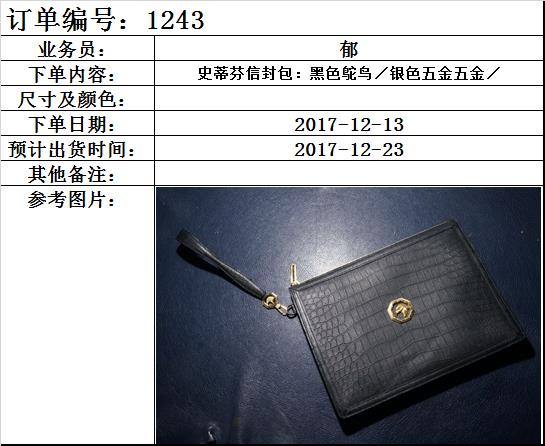 订单编号：1243
业务员： 郁
下单内容： 史蒂芬信封包：黑色鸵鸟／银色五金五金／
尺寸及颜色：
下单日期： 2017-12-13
预计出货时间： 2017-12-23
其他备注：
参考图片：